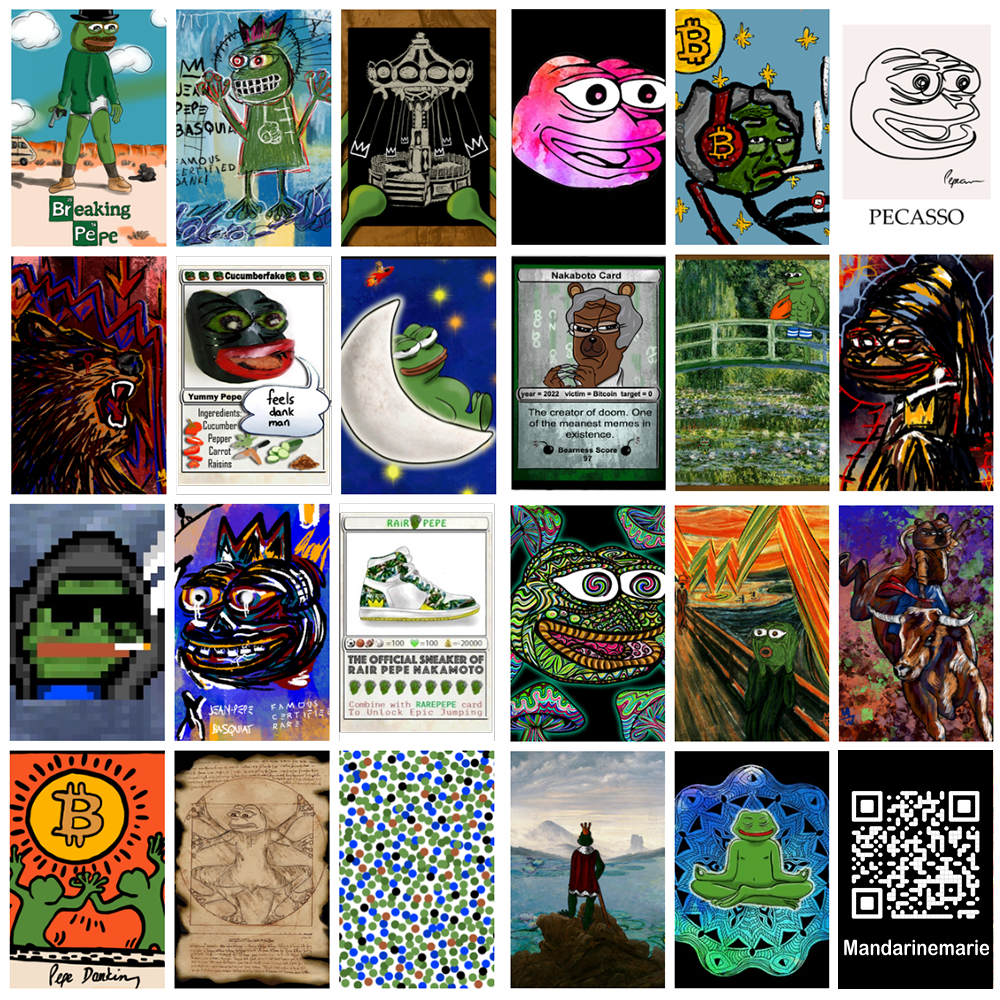 Breaking
Pepe
JEAN
PEPE
BASQUIA
FAMOUS
CERTIFIED
DANK!
PECASSO
Cucumberfake
Yummy Pepe
feels
dank
man
Ingredients:
Cucumber
Pepper
Carrot
Raisins
Nakaboto Card
year = 2022 victim = Bitcoin target = 0
The creator of doom. One
of the meanest memes in
existence.
Bearness Score
97
JEAN-PEPE
BASQUIAT
FAMOUS
CERTIFIED
RARE
RAIR PEPE
=100 =100 =-20000
THE OFFICIAL SNEAKER OF
RAIR PEPE NAKAMOTO
Combine with RAREPEPE card
To Unlock Epic Jumping
Pepe Dankin
Mandarinemarie